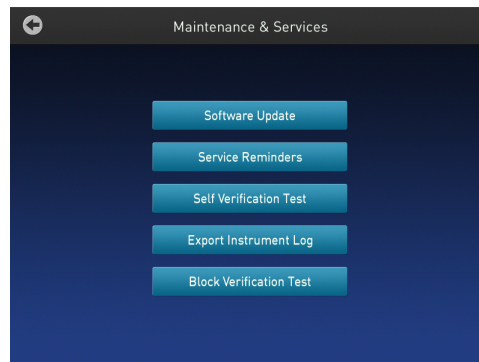 Maintenance & Services
Software Update
Service Reminders
Self Verification Test
Export Instrument Log
Block Verification Test